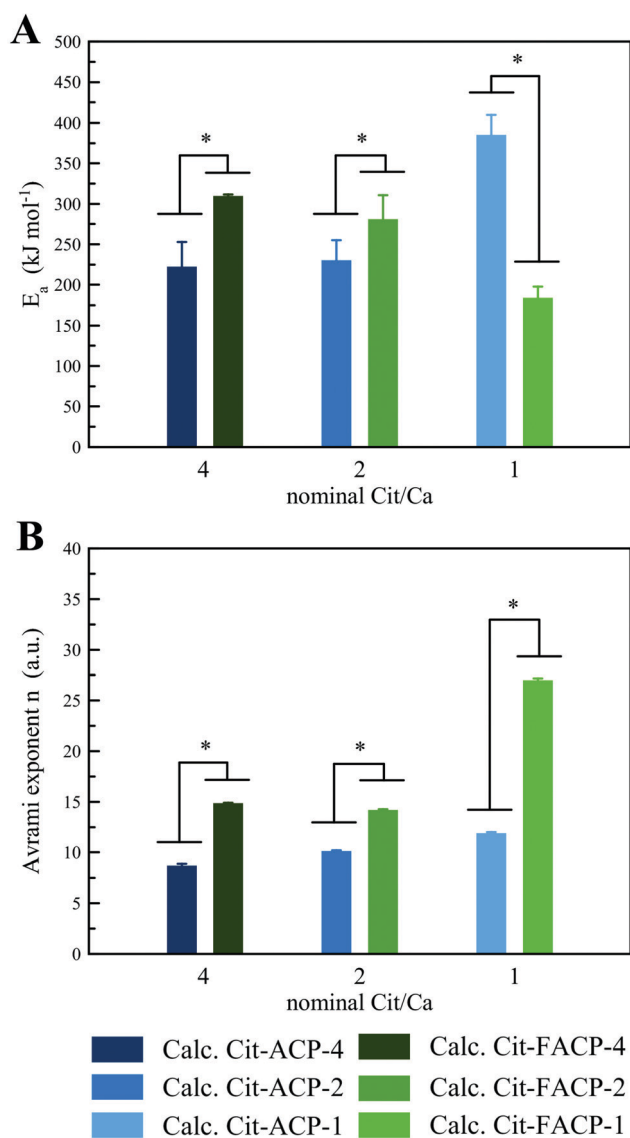 A
500
450
400
350
300
250
200
150
100
50
0
E_a (kJ mol⁻¹)
*
*
*
4 2 1
nominal Cit/Ca
B
40
35
30
25
20
15
10
5
0
Avrami exponent n (a.u.)
*
*
*
4 2 1
nominal Cit/Ca
Calc. Cit-ACP-4 Calc. Cit-FACP-4
Calc. Cit-ACP-2 Calc. Cit-FACP-2
Calc. Cit-ACP-1 Calc. Cit-FACP-1